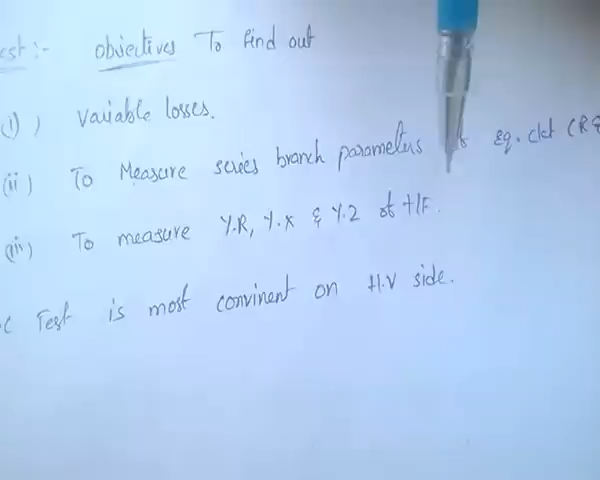 est:- objectives To find out
(i) ) Variable losses.
(ii) To Measure series branch parameters eq. ckt (R&
(iii) To measure %R, %X & %Z of t/F.
.C Test is most convinent on H.V side.